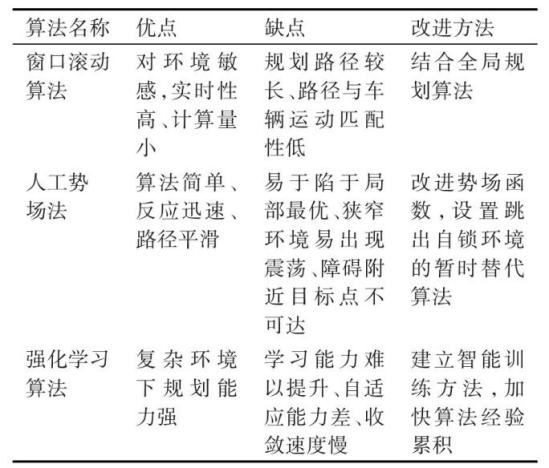 算法名称 优点 缺点 改进方法
窗口滚动 对环境敏 规划路径较 结合全局规
算法 感,实时性 长、路径与车 划算法
高、计算量 辆运动匹配
小 性低
人工势 算法简单、 易于陷于局 改进势场函
场法 反应迅速、 部最优、狭窄 数,设置跳
路径平滑 环境易出现 出自锁环境
震荡、障碍附 的暂时替代
近目标点不 算法
可达
强化学习 复杂环境 学习能力难 建立智能训
算法 下规划能 以提升、自适 练方法,加
力强 应能力差、收 快算法经验
敛速度慢 累积